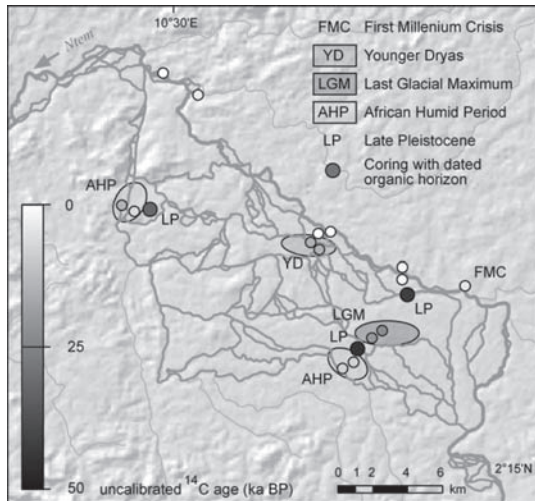 10°30'E
Ntem
FMC First Millenium Crisis
YD Younger Dryas
LGM Last Glacial Maximum
AHP African Humid Period
LP Late Pleistocene
Coring with dated
organic horizon
AHP
0
LP
YD
FMC
LP
LGM
LP
25
AHP
2°15'N
50
uncalibrated ¹⁴C age (ka BP)
0 2 4 6
km